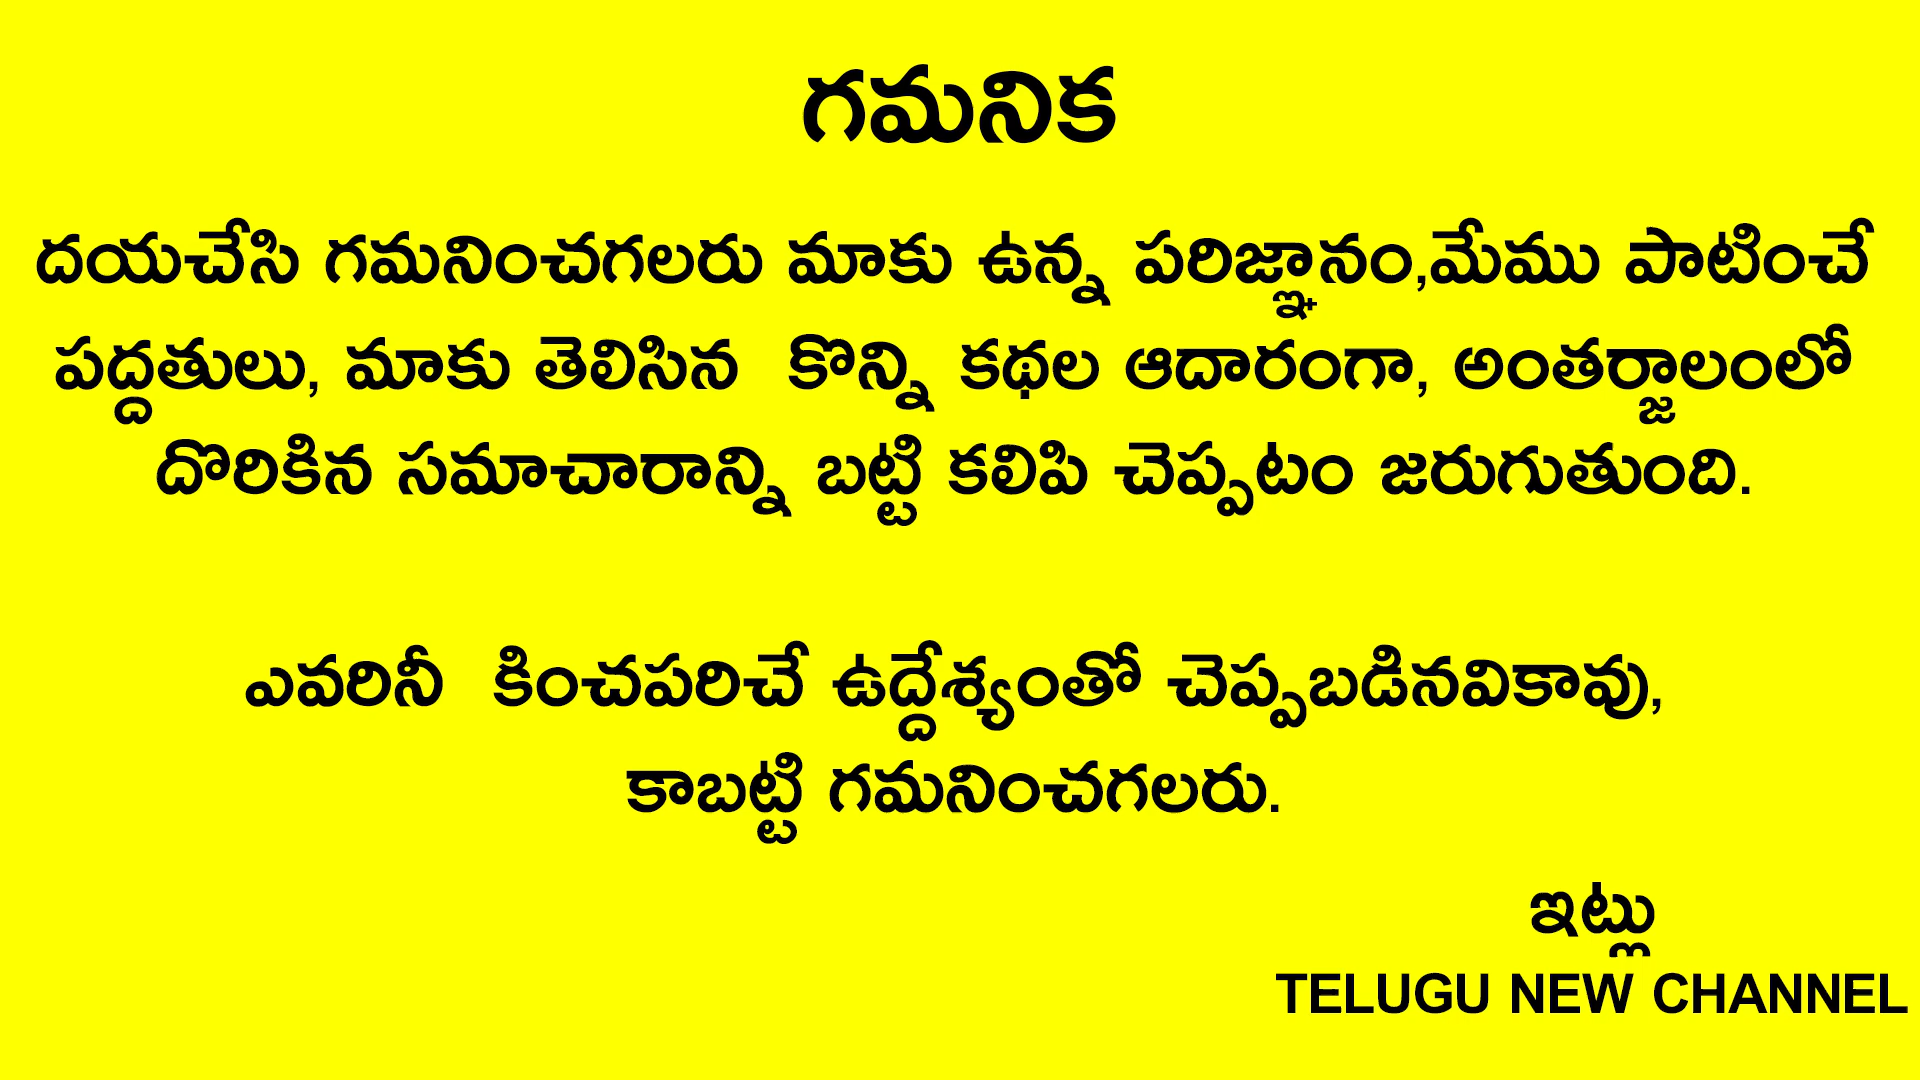 గమనిక
దయచేసి గమనించగలరు మాకు ఉన్న పరిజ్ఞానం,మేము పాటించే
పద్దతులు, మాకు తెలిసిన కొన్ని కథల ఆదారంగా, అంతర్జాలంలో
దొరికిన సమాచారాన్ని బట్టి కలిపి చెప్పటం జరుగుతుంది.
ఎవరినీ కించపరిచే ఉద్దేశ్యంతో చెప్పబడినవికావు,
కాబట్టి గమనించగలరు.
ఇట్లు
TELUGU NEW CHANNEL